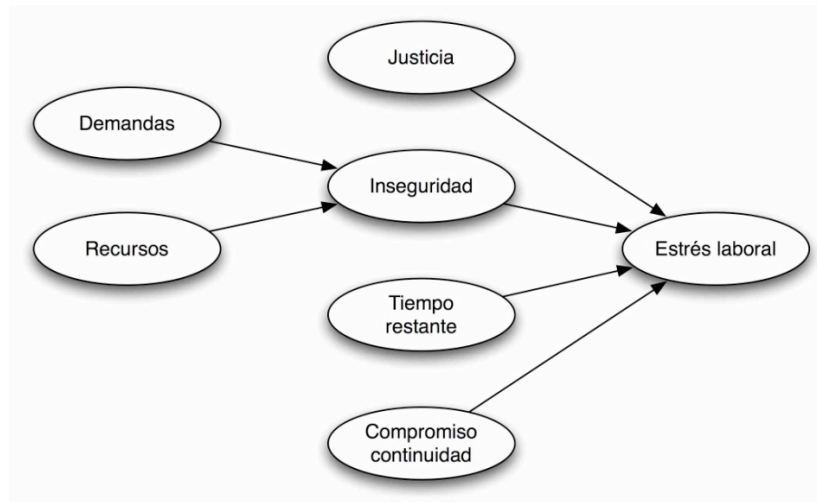 Justicia
Demandas
Inseguridad
Recursos
Estrés laboral
Tiempo
restante
Compromiso
continuidad